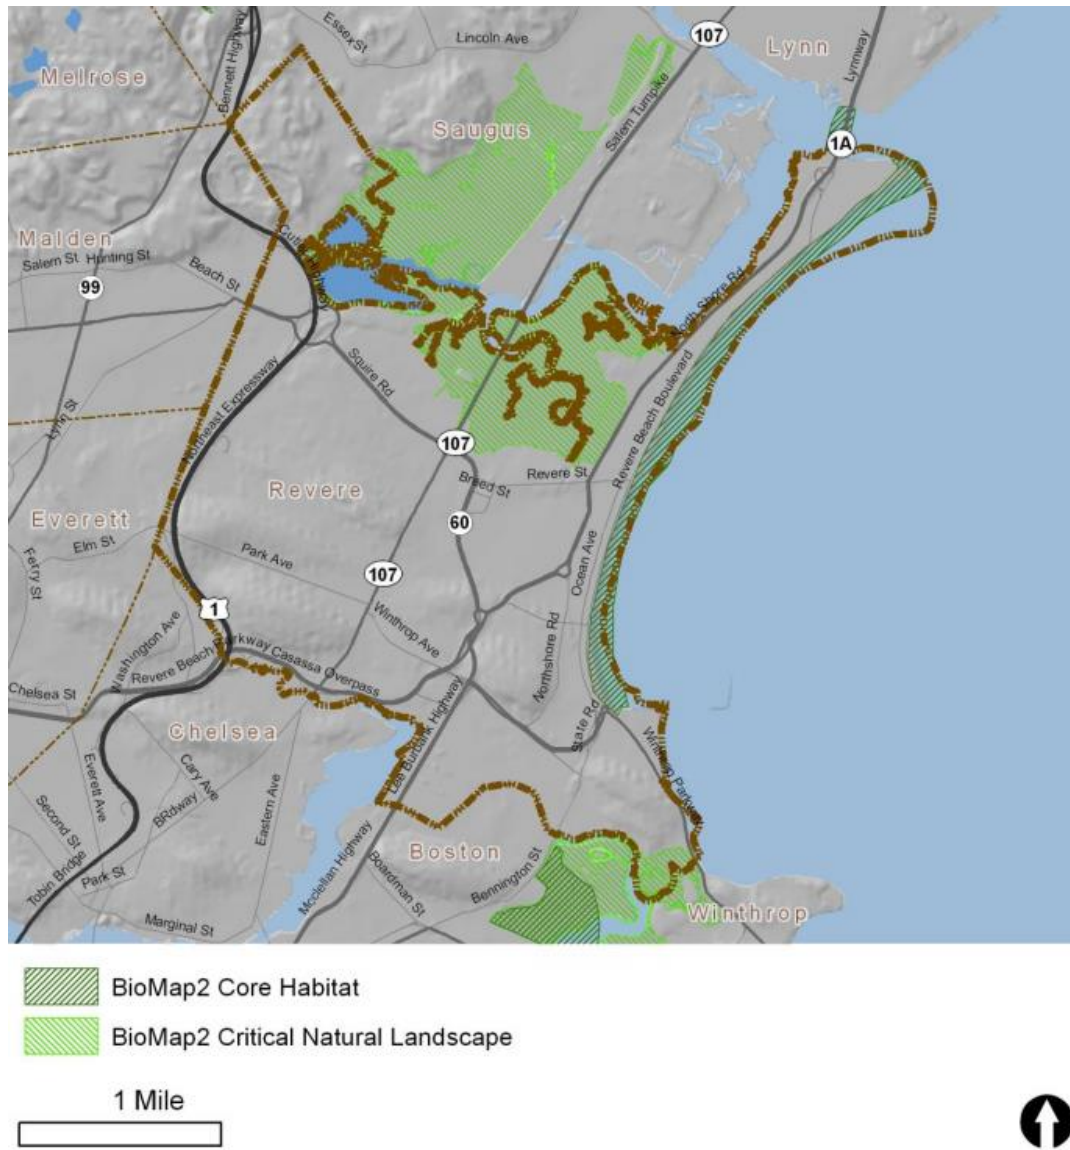 Essex St
Lincoln Ave
107
Lynn
Lynnway
Melrose
Bennett Highway
Saugus
Salem Turnpike
1A
Malden
Salem St
Hunting St
Cutler Highway
Beach St
99
North Shore Rd
Squire Rd
Lynn St
Northeast Expressway
Revere Beach Boulevard
107
Breed St
Revere St
Revere
Everett
60
Elm St
Ferry St
Park Ave
Ocean Ave
107
1
Winthrop Ave
Washington Ave
Northshore Rd
Revere Beach Parkway
Casassa Overpass
Chelsea St
State Rd
Chelsea
Lee Burbank Highway
Winthrop Parkway
Everett Ave
Cary Ave
BRdway
Eastern Ave
Second St
Boston
Mcclellan Highway
Boardman St
Bennington St
Tobin Bridge
Park St
Marginal St
Winthrop
BioMap2 Core Habitat
BioMap2 Critical Natural Landscape
1 Mile